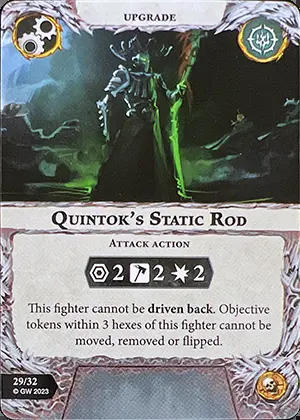 UPGRADE
QUINTOK'S STATIC ROD
ATTACK ACTION
2 2 2
This fighter cannot be driven back. Objective
tokens within 3 hexes of this fighter cannot be
moved, removed or flipped.
29/32
© GW 2023